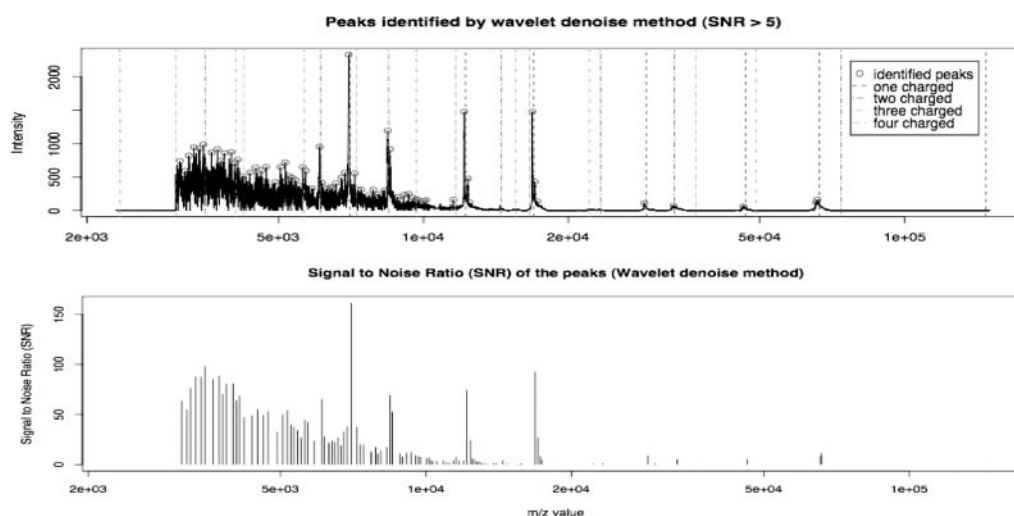 Peaks identified by wavelet denoise method (SNR > 5)
Intensity
2000
1000
500
0
identified peaks
one charged
two charged
three charged
four charged
2e+03
5e+03
1e+04
2e+04
5e+04
1e+05
Signal to Noise Ratio (SNR) of the peaks (Wavelet denoise method)
Signal to Noise Ratio (SNR)
150
100
50
0
2e+03
5e+03
1e+04
2e+04
5e+04
1e+05
m/z value